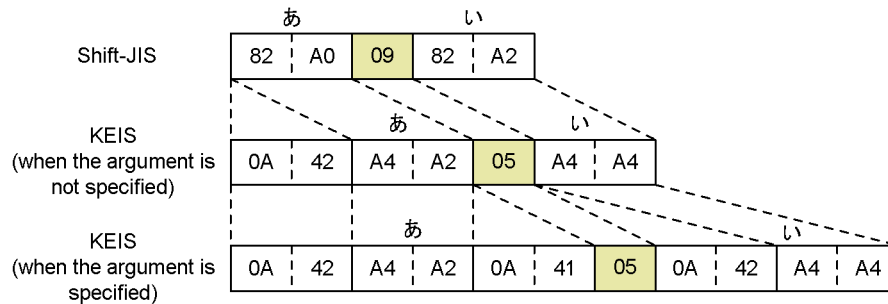 あ い
Shift-JIS 82 A0 09 82 A2
あ い
KEIS
(when the argument is
not specified)
0A 42 A4 A2 05 A4 A4
あ い
KEIS
(when the argument is
specified)
0A 42 A4 A2 0A 41 05 0A 42 A4 A4